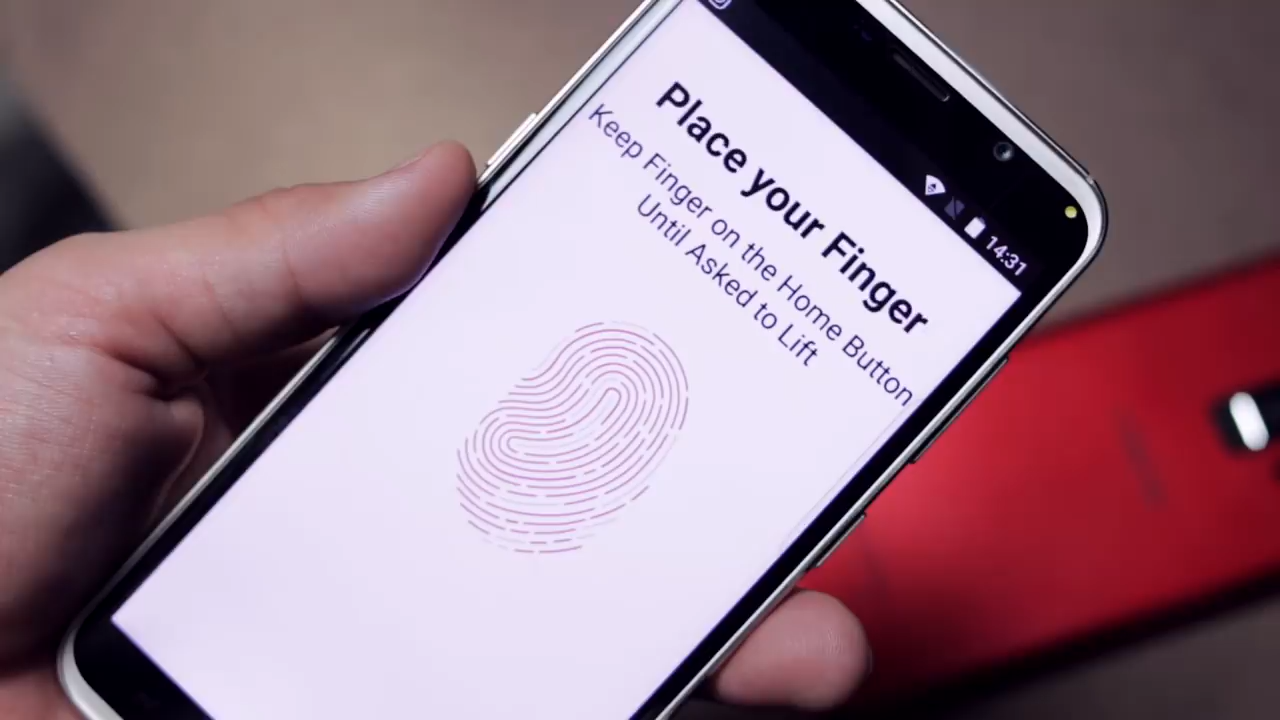 14:31
Place your Finger
Keep Finger on the Home Button
Until Asked to Lift